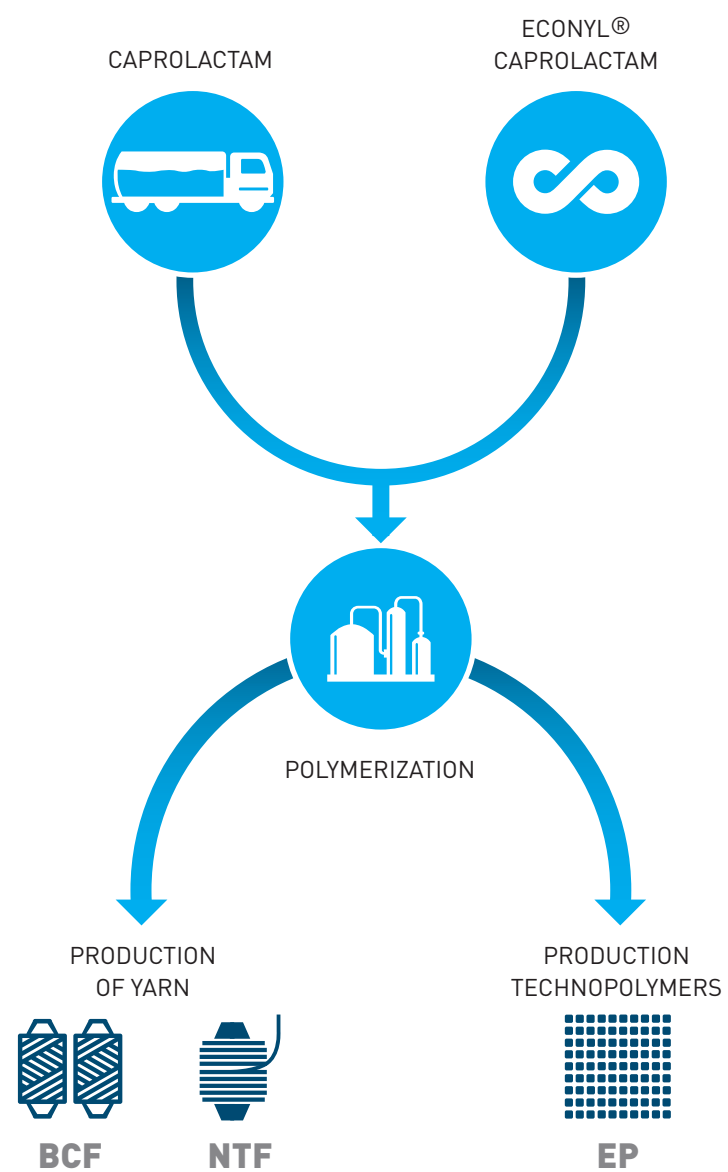 CAPROLACTAM
ECONYL®
CAPROLACTAM
POLYMERIZATION
PRODUCTION
OF YARN
PRODUCTION
TECHNOPOLYMERS
BCF
NTF
EP